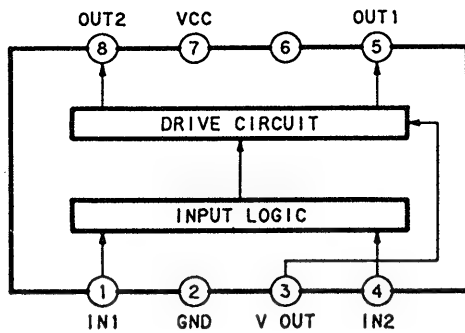 OUT2 VCC OUT1
8 7 6 5
DRIVE CIRCUIT
INPUT LOGIC
1 2 3 4
IN1 GND V OUT IN2